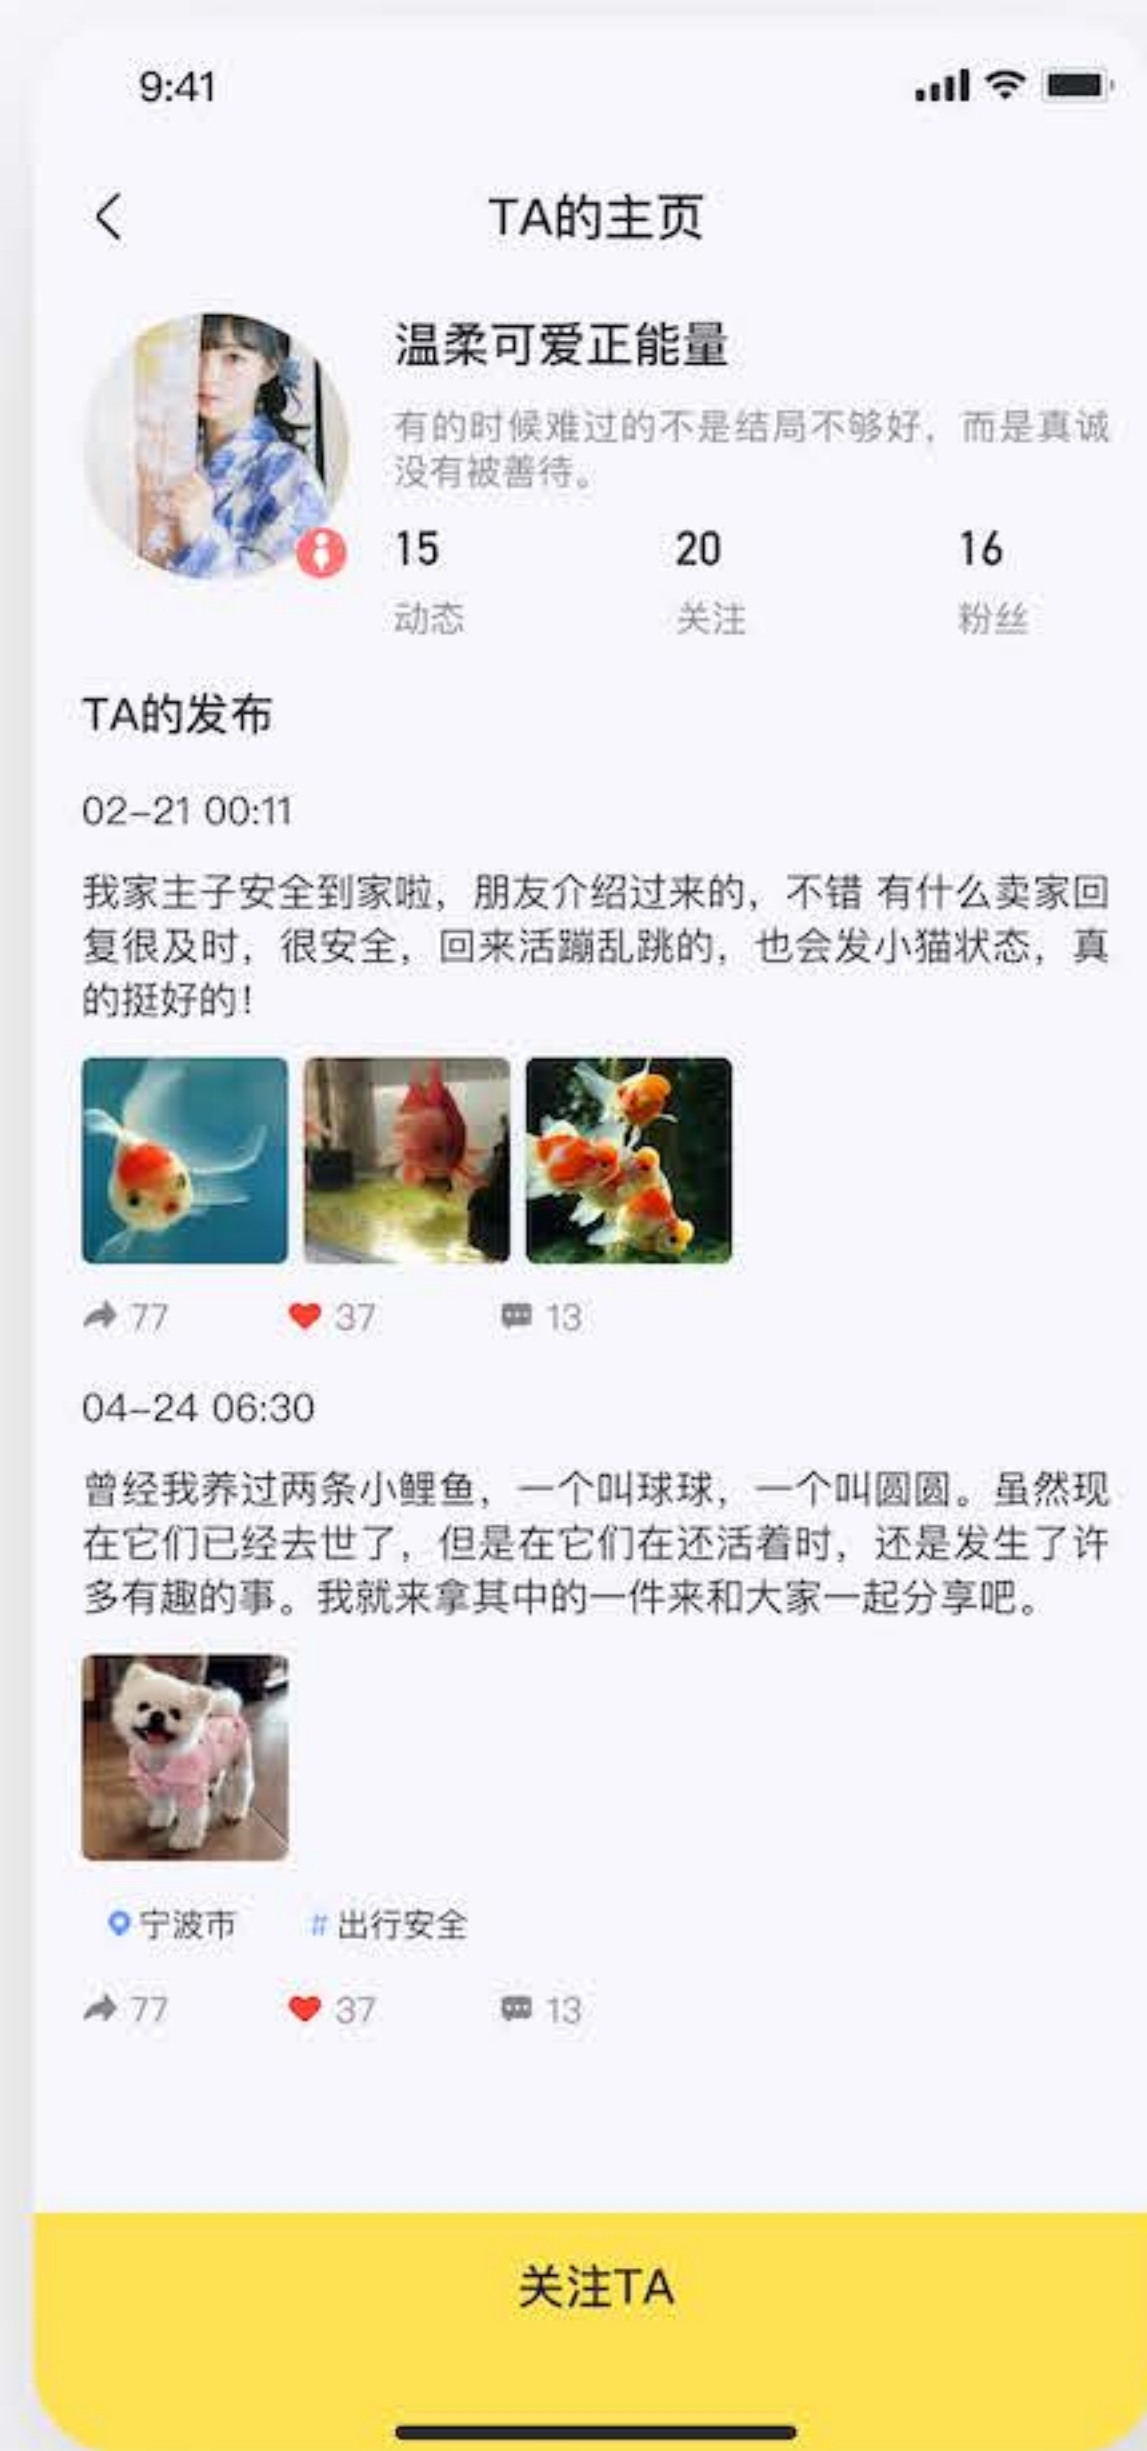 9:41
TA的主页
温柔可爱正能量
有的时候难过的不是结局不够好，而是真诚
没有被善待。
15 20 16
动态 关注 粉丝
TA的发布
02-21 00:11
我家主子安全到家啦，朋友介绍过来的，不错 有什么卖家回
复很及时，很安全，回来活蹦乱跳的，也会发小猫状态，真
的挺好的！
77 37 13
04-24 06:30
曾经我养过两条小鲤鱼，一个叫球球，一个叫圆圆。虽然现
在它们已经去世了，但是在它们在还活着时，还是发生了许
多有趣的事。我就来拿其中的一件来和大家一起分享吧。
宁波市 # 出行安全
77 37 13
关注TA